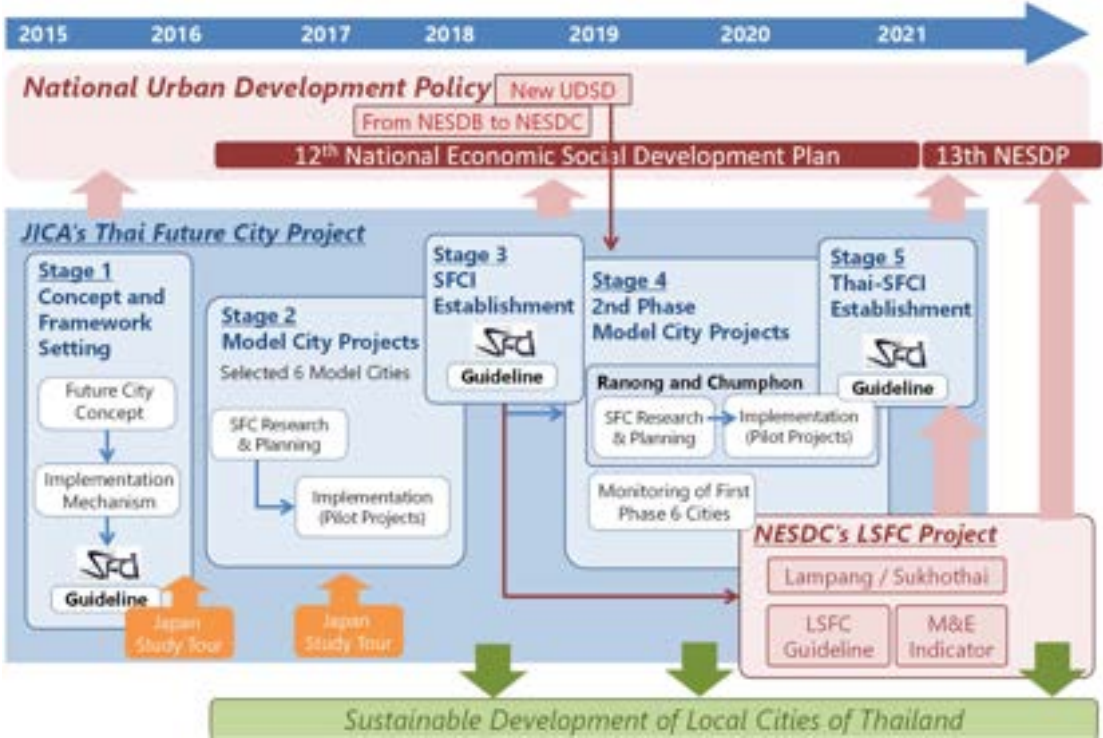 2015 2016 2017 2018 2019 2020 2021
National Urban Development Policy
New UDSD
From NESDB to NESDC
12th National Economic Social Development Plan
13th NESDP
JICA's Thai Future City Project
Stage 1
Concept and
Framework
Setting
Future City
Concept
Implementation
Mechanism
SFCI
Guideline
Japan
Study Tour
Stage 2
Model City Projects
Selected 6 Model Cities
SFC Research
& Planning
Implementation
(Pilot Projects)
Japan
Study Tour
Stage 3
SFCI
Establishment
SFCI
Guideline
Stage 4
2nd Phase
Model City Projects
Ranong and Chumphon
SFC Research
& Planning
Implementation
(Pilot Projects)
Monitoring of First
Phase 6 Cities
Stage 5
Thai-SFCI
Establishment
SFCI
Guideline
NESDC's LSFC Project
Lampang / Sukhothai
LSFC
Guideline
M&E
Indicator
Sustainable Development of Local Cities of Thailand